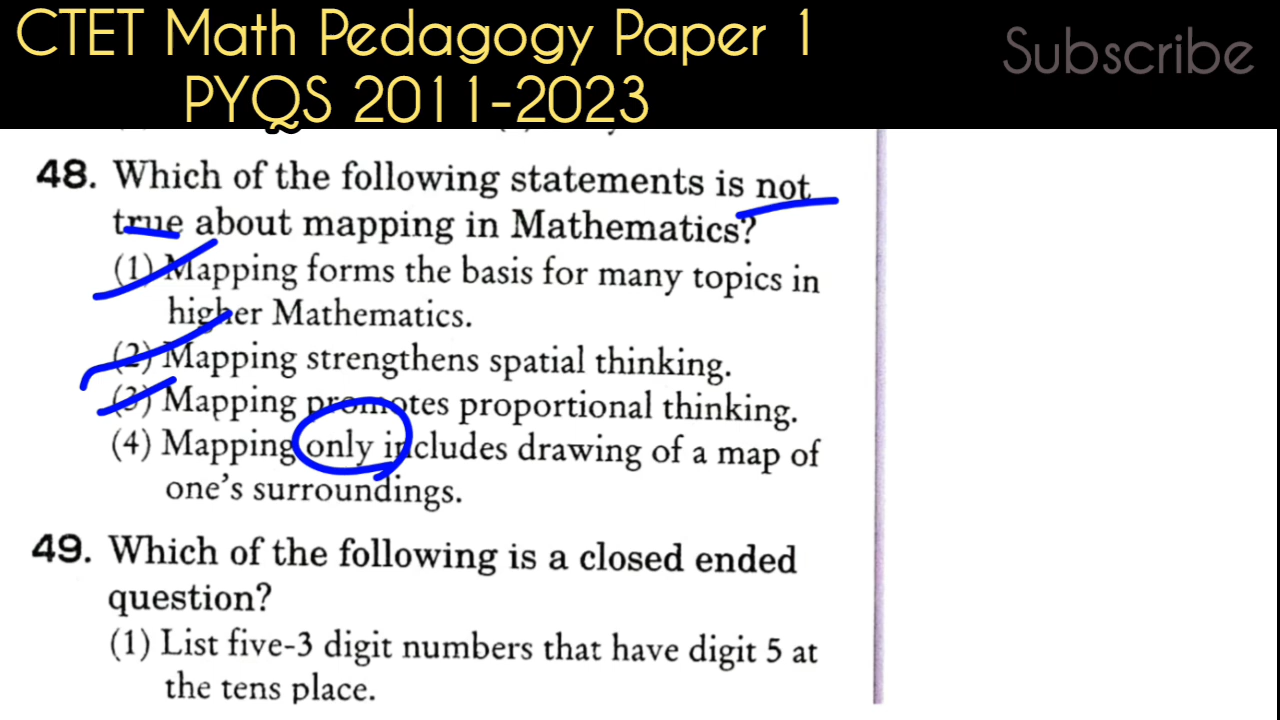 CTET Math Pedagogy Paper 1
PYQS 2011-2023
Subscribe
48. Which of the following statements is not
true about mapping in Mathematics?
(1) Mapping forms the basis for many topics in
higher Mathematics.
(2) Mapping strengthens spatial thinking.
(3) Mapping promotes proportional thinking.
(4) Mapping only includes drawing of a map of
one's surroundings.
49. Which of the following is a closed ended
question?
(1) List five-3 digit numbers that have digit 5 at
the tens place.